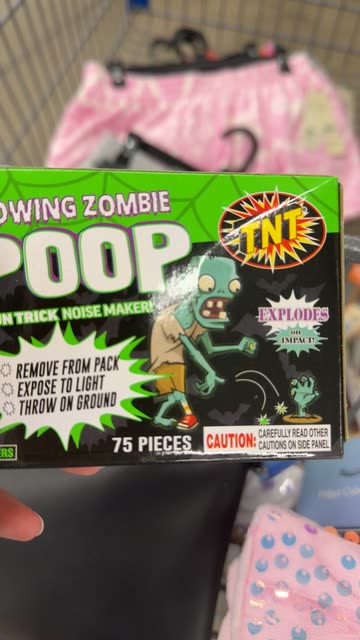 OWING ZOMBIE
POOP
UN TRICK NOISE MAKER
TNT
EXPLODES
on
IMPACT!
REMOVE FROM PACK
EXPOSE TO LIGHT
THROW ON GROUND
75 PIECES
CAUTION: CAREFULLY READ OTHER
CAUTIONS ON SIDE PANEL
ERS